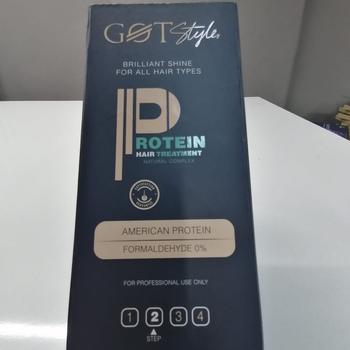 GOT Style
BRILLIANT SHINE
FOR ALL HAIR TYPES
PROTEIN
HAIR TREATMENT
NATURAL COMPLEX
AMERICAN PROTEIN
FORMALDEHYDE 0%
FOR PROFESSIONAL USE ONLY
1 2 3 4
STEP